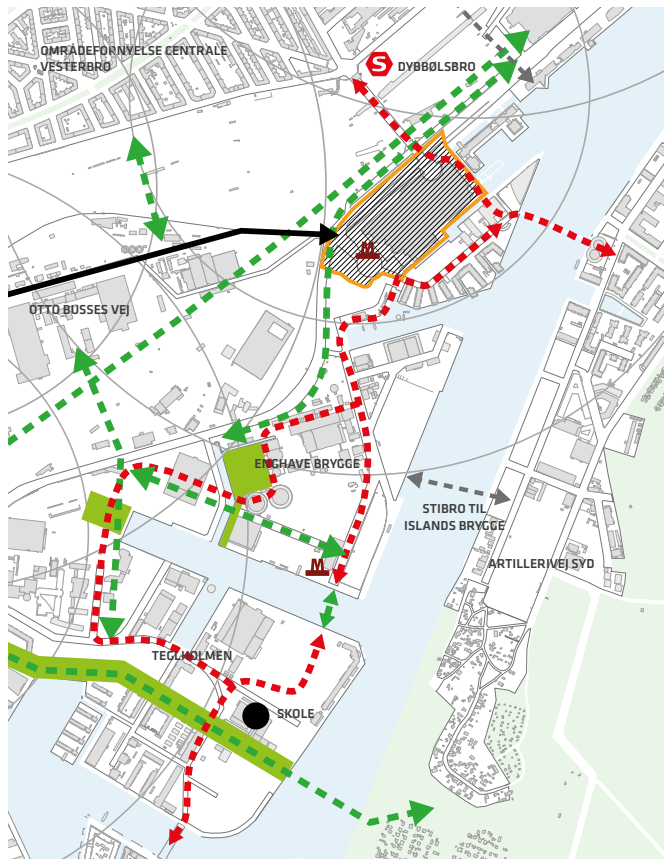 OMRÅDEFORNYELSE CENTRALE
VESTERBRO
S DYBBØLSBRO
M
OTTO BUSSES VEJ
ENGHAVE BRYGGE
STIBRO TIL
ISLANDS BRYGGE
M
ARTILLERIVEJ SYD
TEGLHOLMEN
SKOLE